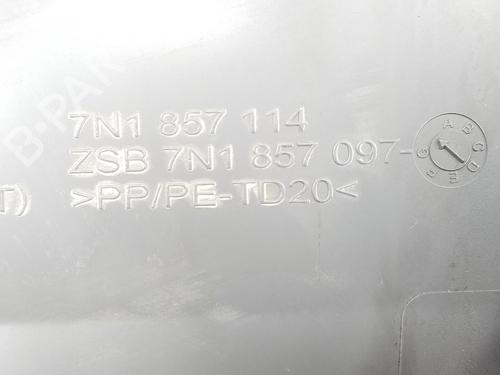 7N1 857 114
ZSB 7N1 857 097-
T) >PP/PE-TD20<
A B C D E F G
B-PAR